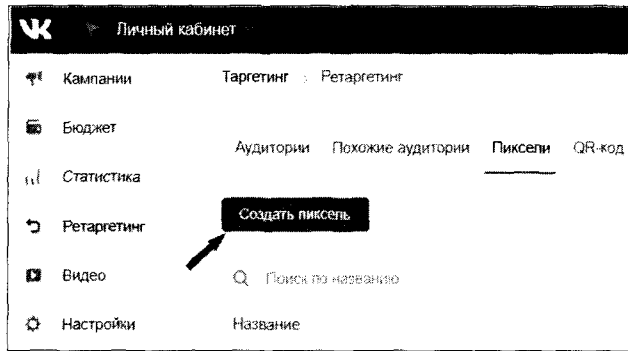 Личный кабинет
Кампании
Бюджет
Статистика
Ретаргетинг
Видео
Настройки
Таргетинг Ретаргетинг
Аудитории Похожие аудитории Пиксели QR-код
Создать пиксель
Поиск по названию
Название